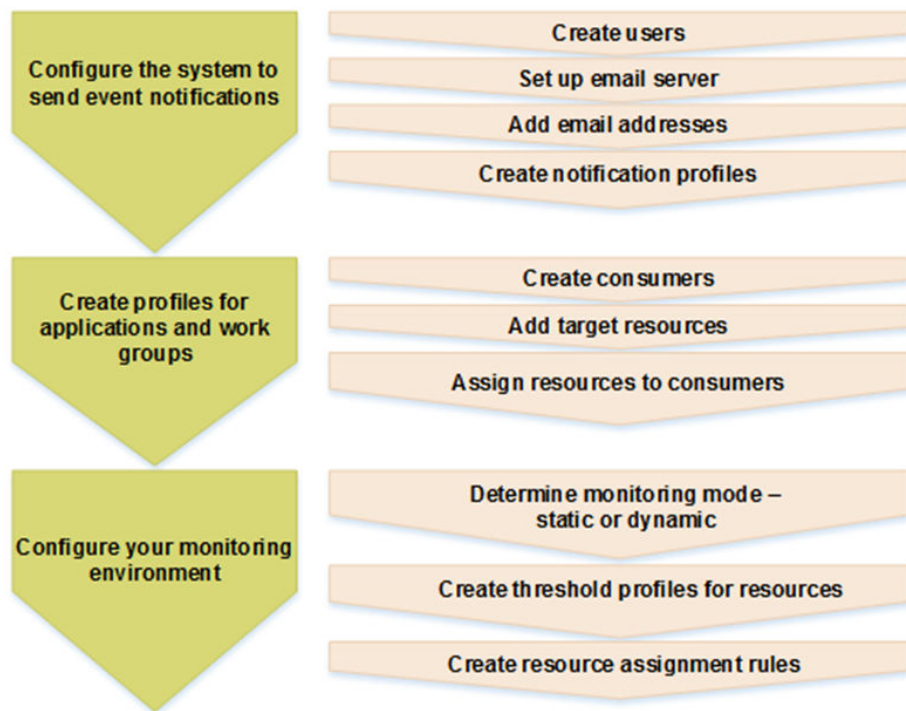 Configure the system to
send event notifications
Create users
Set up email server
Add email addresses
Create notification profiles
Create profiles for
applications and work
groups
Create consumers
Add target resources
Assign resources to consumers
Configure your monitoring
environment
Determine monitoring mode –
static or dynamic
Create threshold profiles for resources
Create resource assignment rules